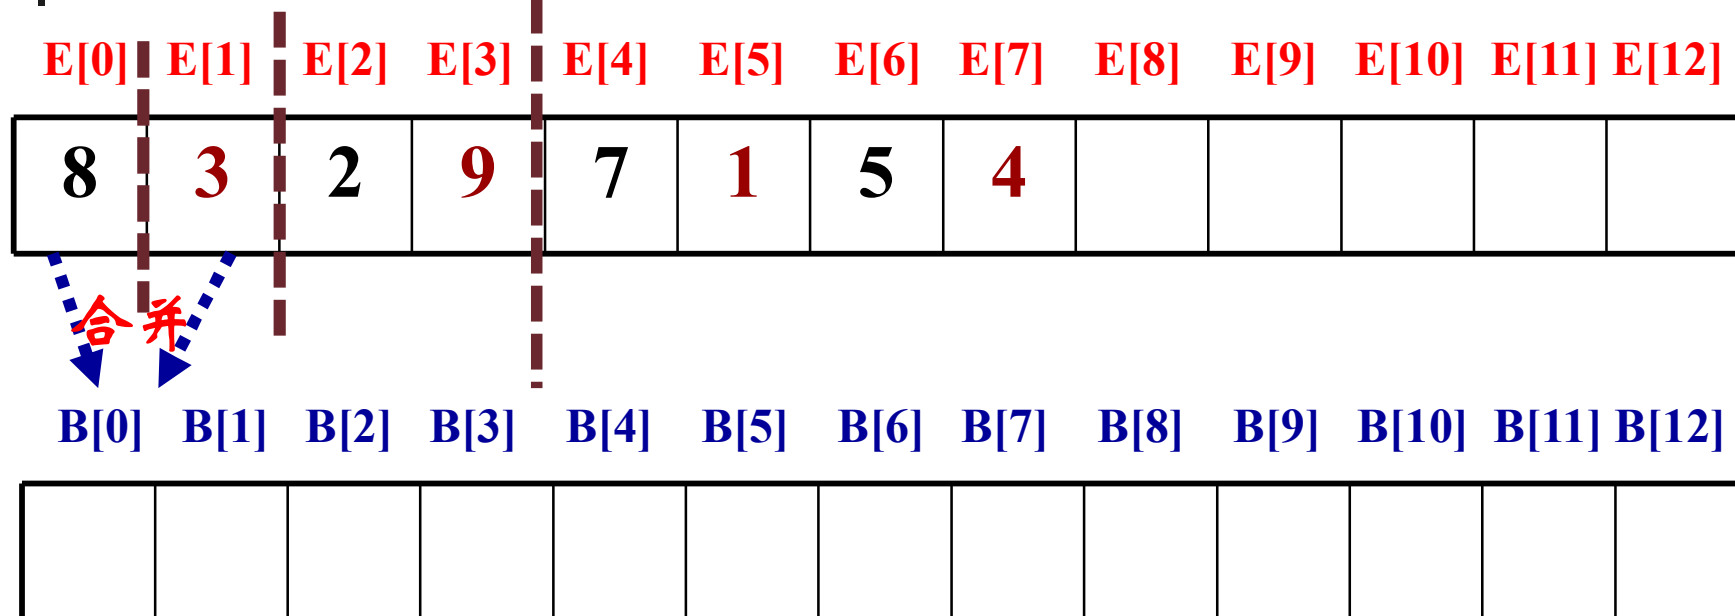 E[0] E[1] E[2] E[3] E[4] E[5] E[6] E[7] E[8] E[9] E[10] E[11] E[12]
8 3 2 9 7 1 5 4
合并
B[0] B[1] B[2] B[3] B[4] B[5] B[6] B[7] B[8] B[9] B[10] B[11] B[12]